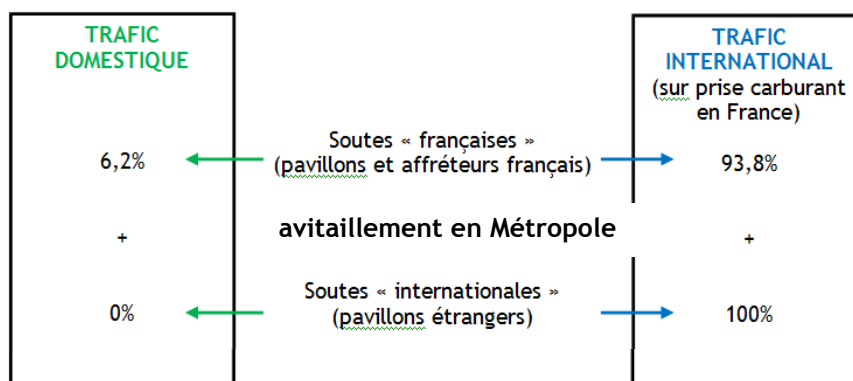 TRAFIC
DOMESTIQUE
TRAFIC
INTERNATIONAL
(sur prise carburant
en France)
Soutes « françaises »
(pavillons et affréteurs français)
6,2%
93,8%
avitaillement en Métropole
+
+
Soutes « internationales »
(pavillons étrangers)
0%
100%